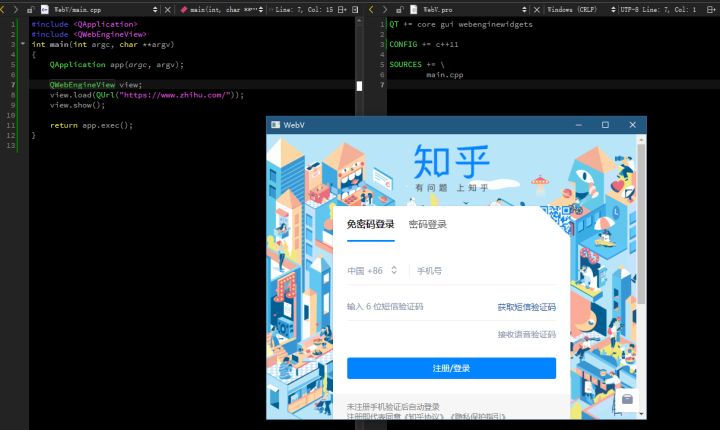 WebV/main.cpp
main(int, char **...
Line: 7, Col: 15
#include <QApplication>
#include <QWebEngineView>
int main(int argc, char **argv)
{
QApplication app(argc, argv);
QWebEngineView view;
view.load(QUrl("https://www.zhihu.com/"));
view.show();
return app.exec();
}
1
2
3
4
5
6
7
8
9
10
11
12
13
WebV.pro
Windows (CRLF)
UTF-8 Line: 7, Col: 1
1
2
3
4
5
6
7
QT += core gui webenginewidgets
CONFIG += c++11
SOURCES += \
main.cpp
WebV
知乎
有问题 上知乎
免密码登录 密码登录
中国 +86 手机号
输入 6 位短信验证码 获取短信验证码
接收语音验证码
注册/登录
未注册手机验证后自动登录
注册即代表同意《知乎协议》《隐私保护指引》